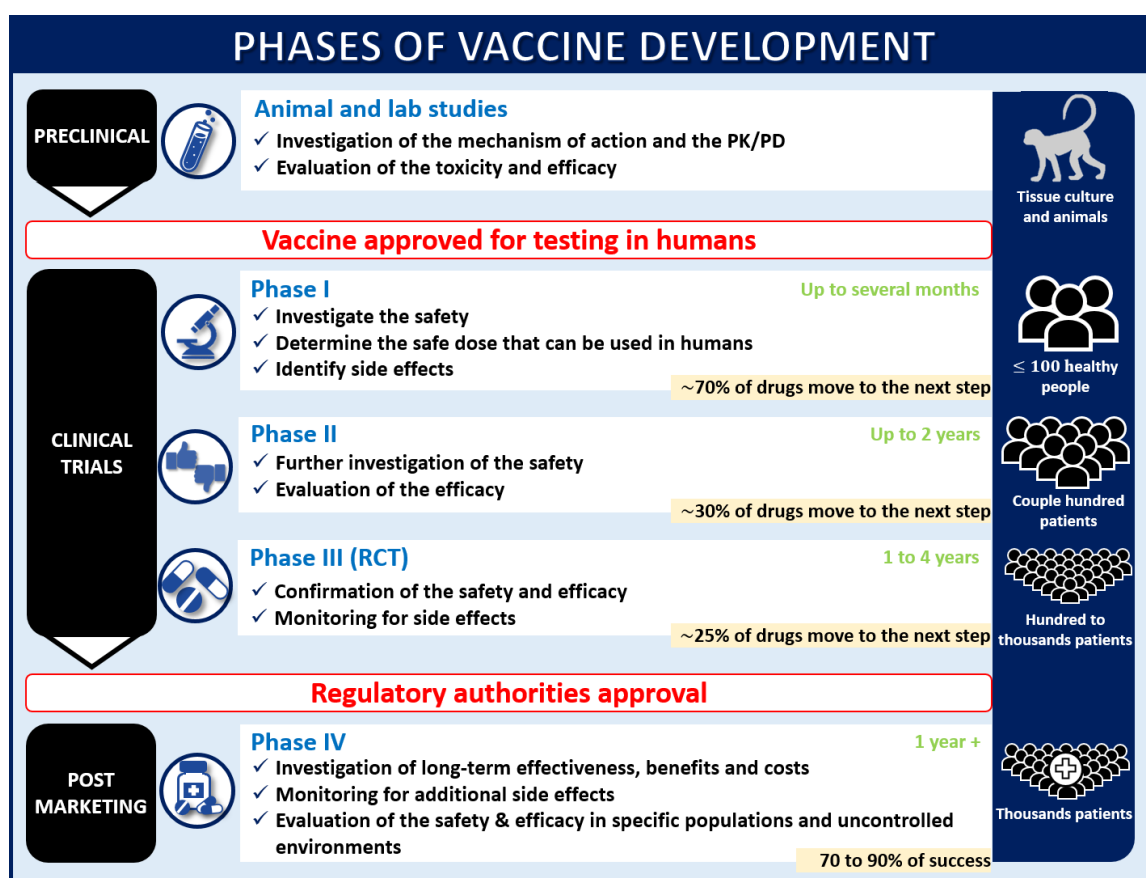 PHASES OF VACCINE DEVELOPMENT
PRECLINICAL
Animal and lab studies
✓ Investigation of the mechanism of action and the PK/PD
✓ Evaluation of the toxicity and efficacy
Tissue culture
and animals
Vaccine approved for testing in humans
CLINICAL
TRIALS
Phase I
Up to several months
✓ Investigate the safety
✓ Determine the safe dose that can be used in humans
✓ Identify side effects
~70% of drugs move to the next step
≤ 100 healthy
people
Phase II
Up to 2 years
✓ Further investigation of the safety
✓ Evaluation of the efficacy
~30% of drugs move to the next step
Couple hundred
patients
Phase III (RCT)
1 to 4 years
✓ Confirmation of the safety and efficacy
✓ Monitoring for side effects
~25% of drugs move to the next step
Hundred to
thousands patients
Regulatory authorities approval
POST
MARKETING
Phase IV
1 year +
✓ Investigation of long-term effectiveness, benefits and costs
✓ Monitoring for additional side effects
✓ Evaluation of the safety & efficacy in specific populations and uncontrolled
environments
70 to 90% of success
Thousands patients